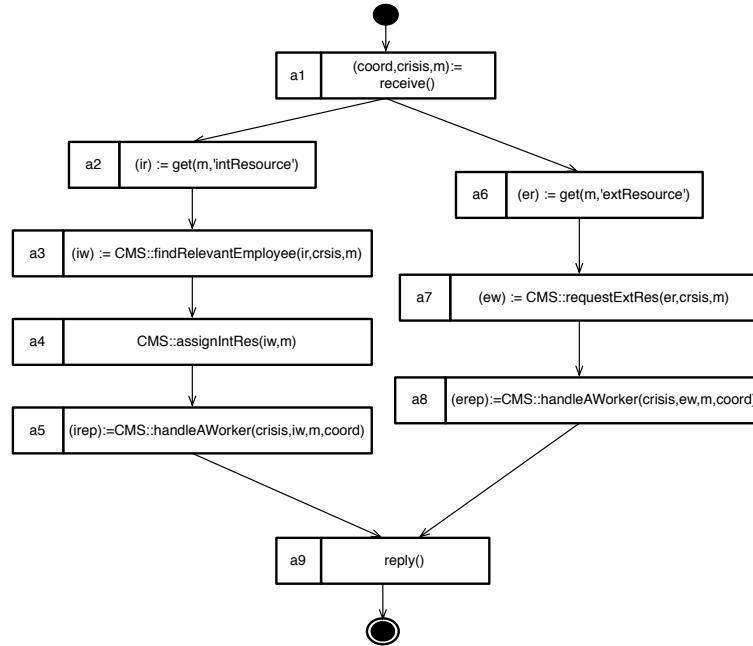 a1
(coord,crisis,m):=
receive()
a2
(ir) := get(m,'intResource')
a3
(iw) := CMS::findRelevantEmployee(ir,crsis,m)
a4
CMS::assignIntRes(iw,m)
a5
(irep):=CMS::handleAWorker(crisis,iw,m,coord)
a6
(er) := get(m,'extResource')
a7
(ew) := CMS::requestExtRes(er,crsis,m)
a8
(erep):=CMS::handleAWorker(crisis,ew,m,coord)
a9
reply()